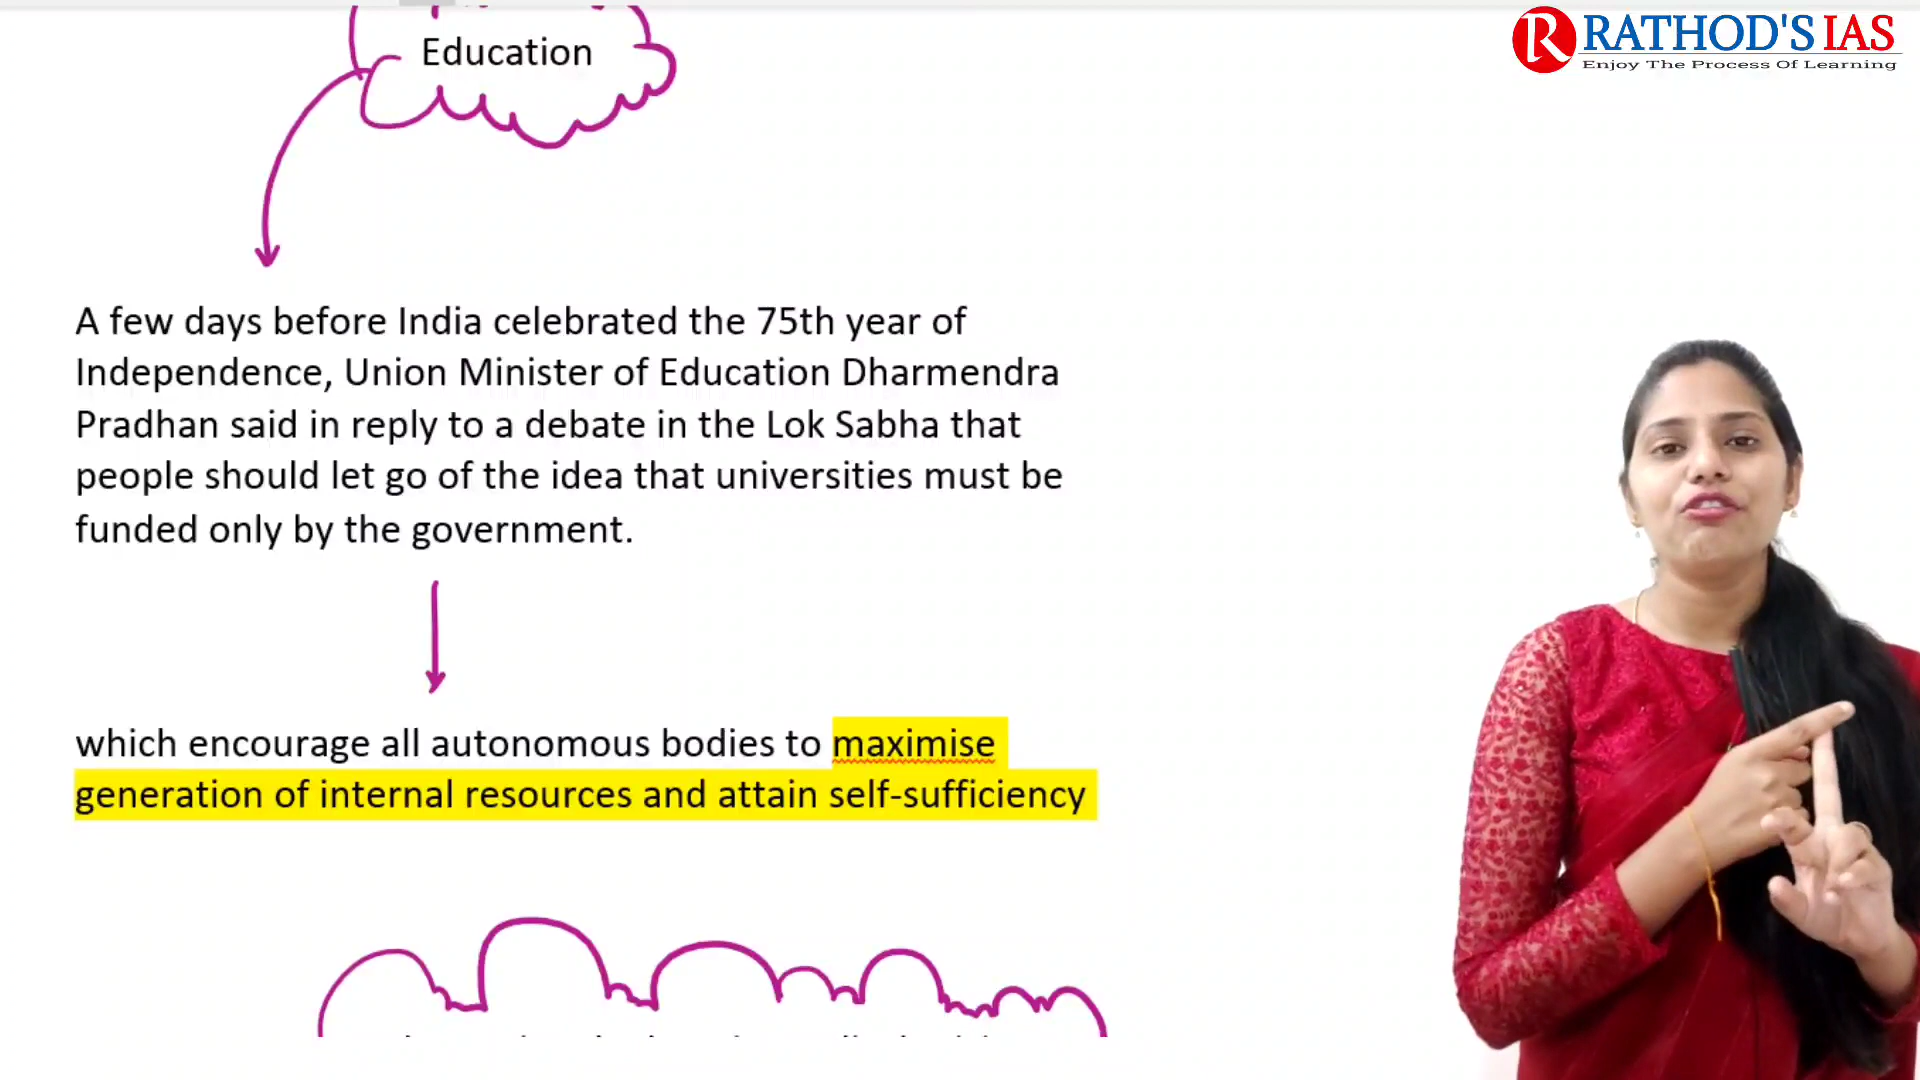 RATHOD'S IAS
Enjoy The Process Of Learning
Education
A few days before India celebrated the 75th year of
Independence, Union Minister of Education Dharmendra
Pradhan said in reply to a debate in the Lok Sabha that
people should let go of the idea that universities must be
funded only by the government.
which encourage all autonomous bodies to maximise
generation of internal resources and attain self-sufficiency